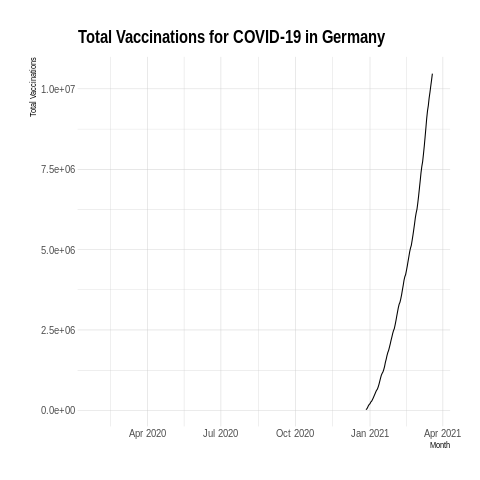 Total Vaccinations for COVID-19 in Germany
Total Vaccinations
1.0e+07
7.5e+06
5.0e+06
2.5e+06
0.0e+00
Apr 2020 Jul 2020 Oct 2020 Jan 2021 Apr 2021
Month